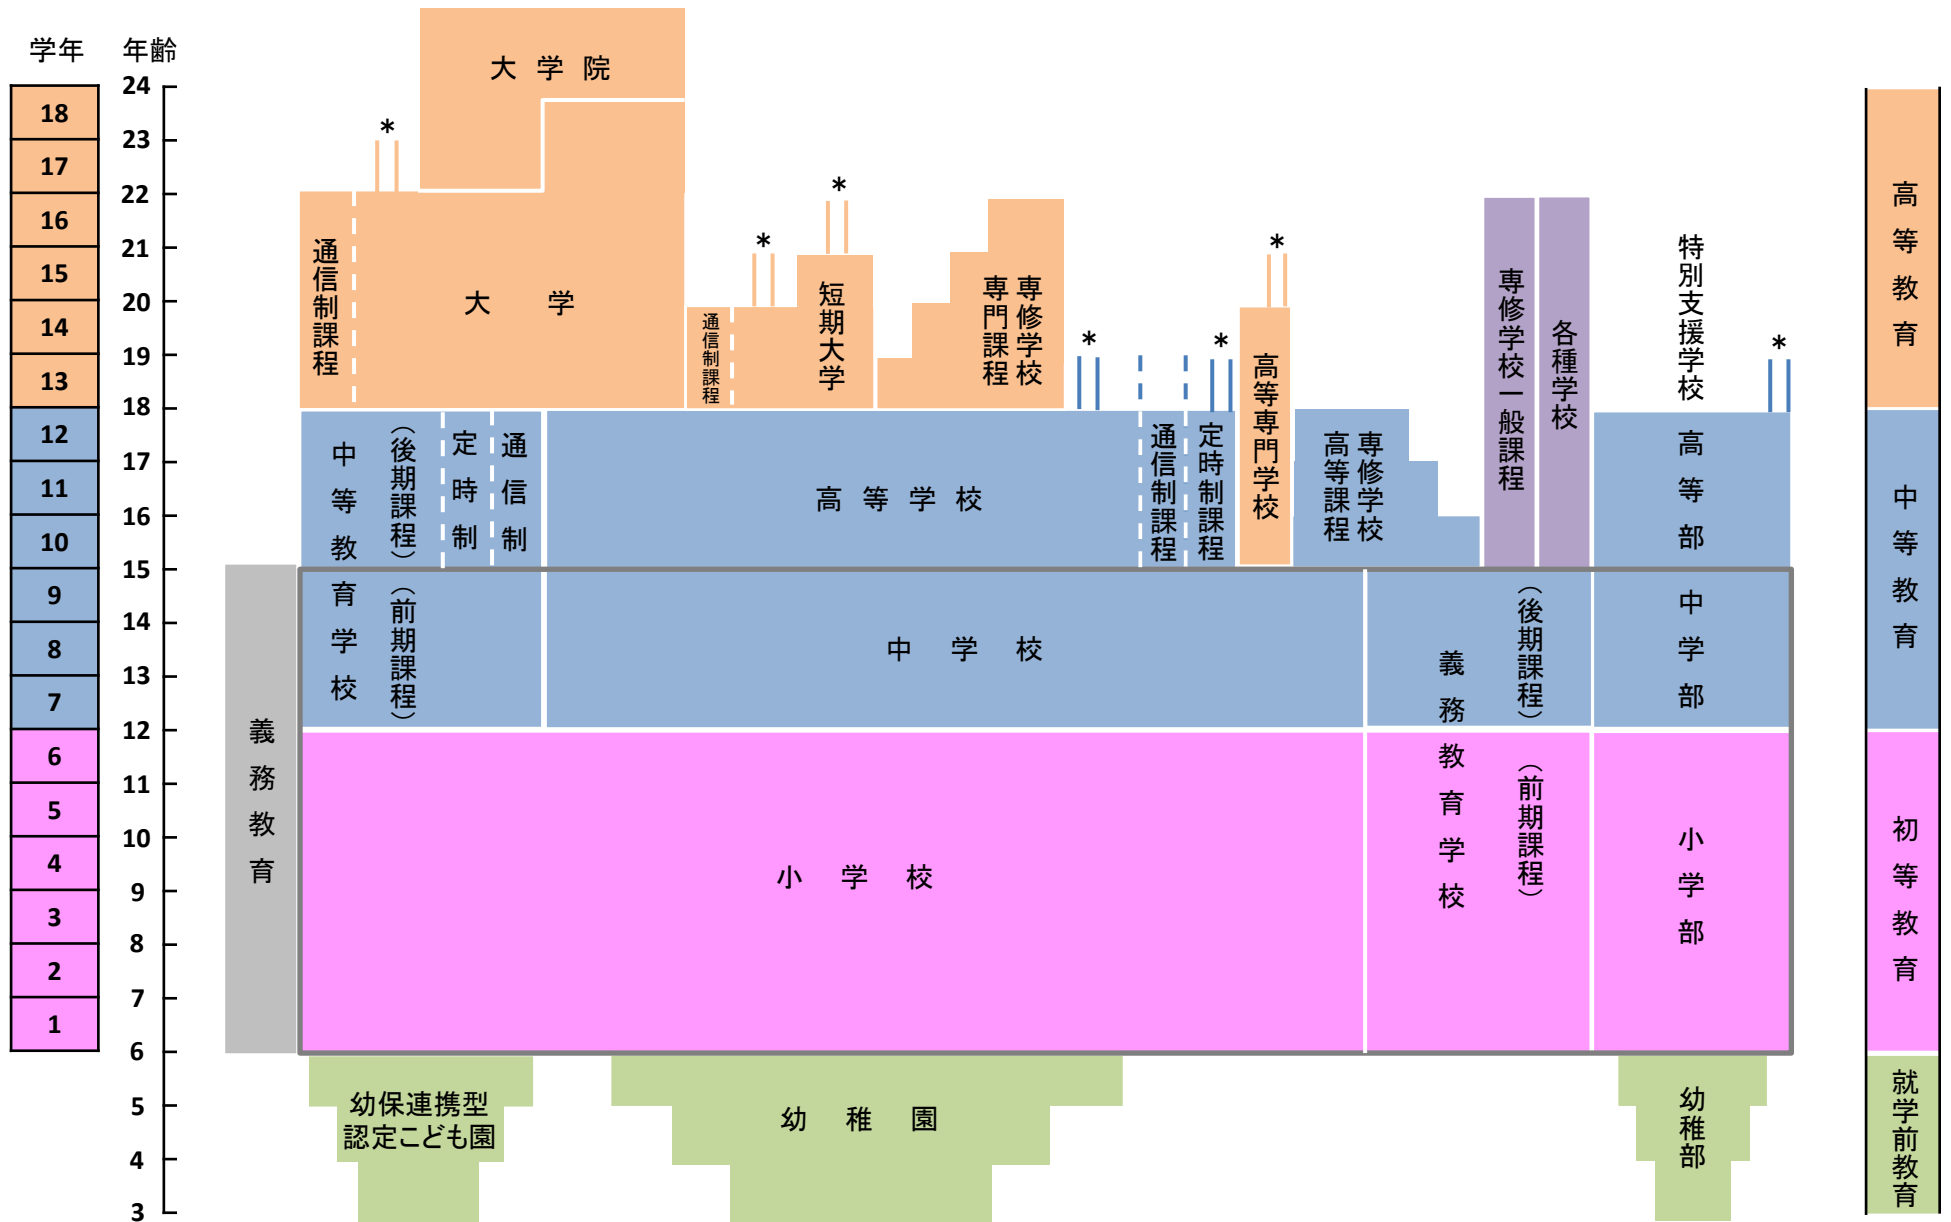 学年
年齢
24
23
22
21
20
19
18
17
16
15
14
13
12
11
10
9
8
7
6
5
4
3
18
17
16
15
14
13
12
11
10
9
8
7
6
5
4
3
2
1
大学院
*
*
*
*
*
*
*
通信制課程
大学
通信制課程
短期大学
専修学校
専門課程
高等専門学校
専修学校一般課程
各種学校
特別支援学校
中等教育学校
（後期課程）
（前期課程）
定時制
通信制
高等学校
通信制課程
定時制課程
専修学校
高等課程
高等部
中学校
義務教育学校
（後期課程）
（前期課程）
中学部
義務教育
小学校
小学部
幼保連携型
認定こども園
幼稚園
幼稚部
高等教育
中等教育
初等教育
就学前教育